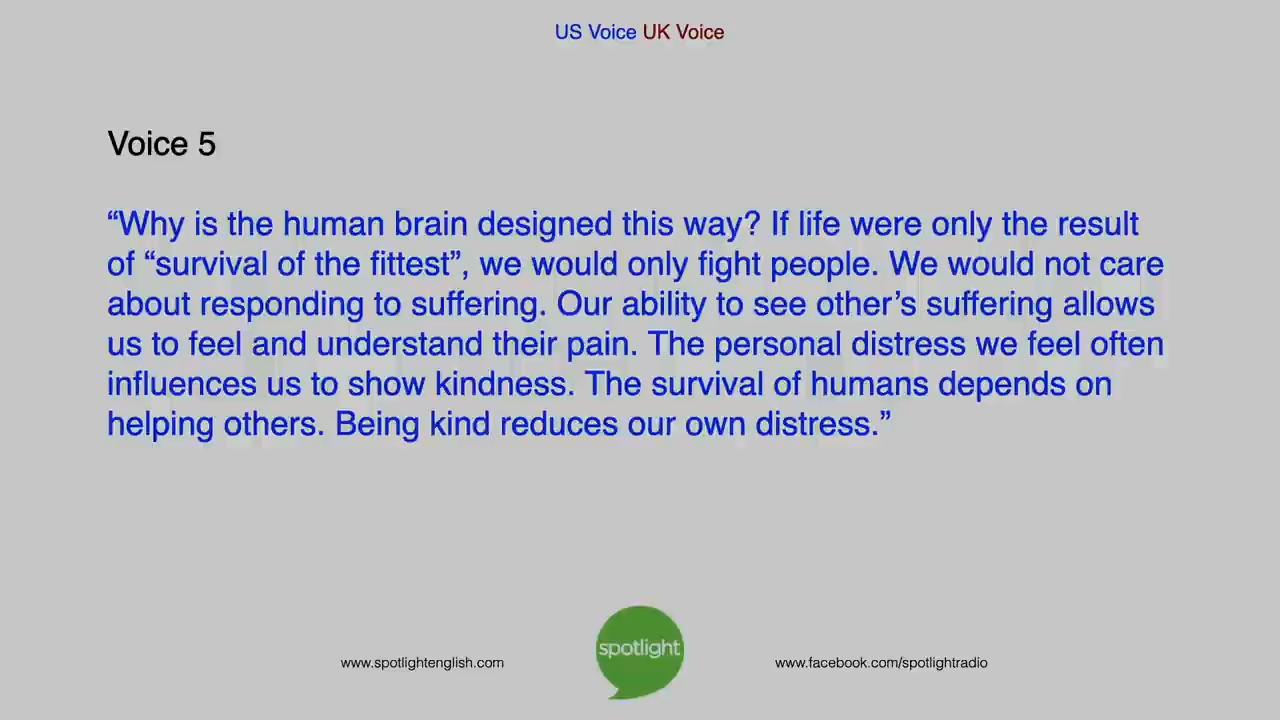 US Voice UK Voice
Voice 5
“Why is the human brain designed this way? If life were only the result
of “survival of the fittest”, we would only fight people. We would not care
about responding to suffering. Our ability to see other’s suffering allows
us to feel and understand their pain. The personal distress we feel often
influences us to show kindness. The survival of humans depends on
helping others. Being kind reduces our own distress.”
spotlight
www.spotlightenglish.com
www.facebook.com/spotlightradio